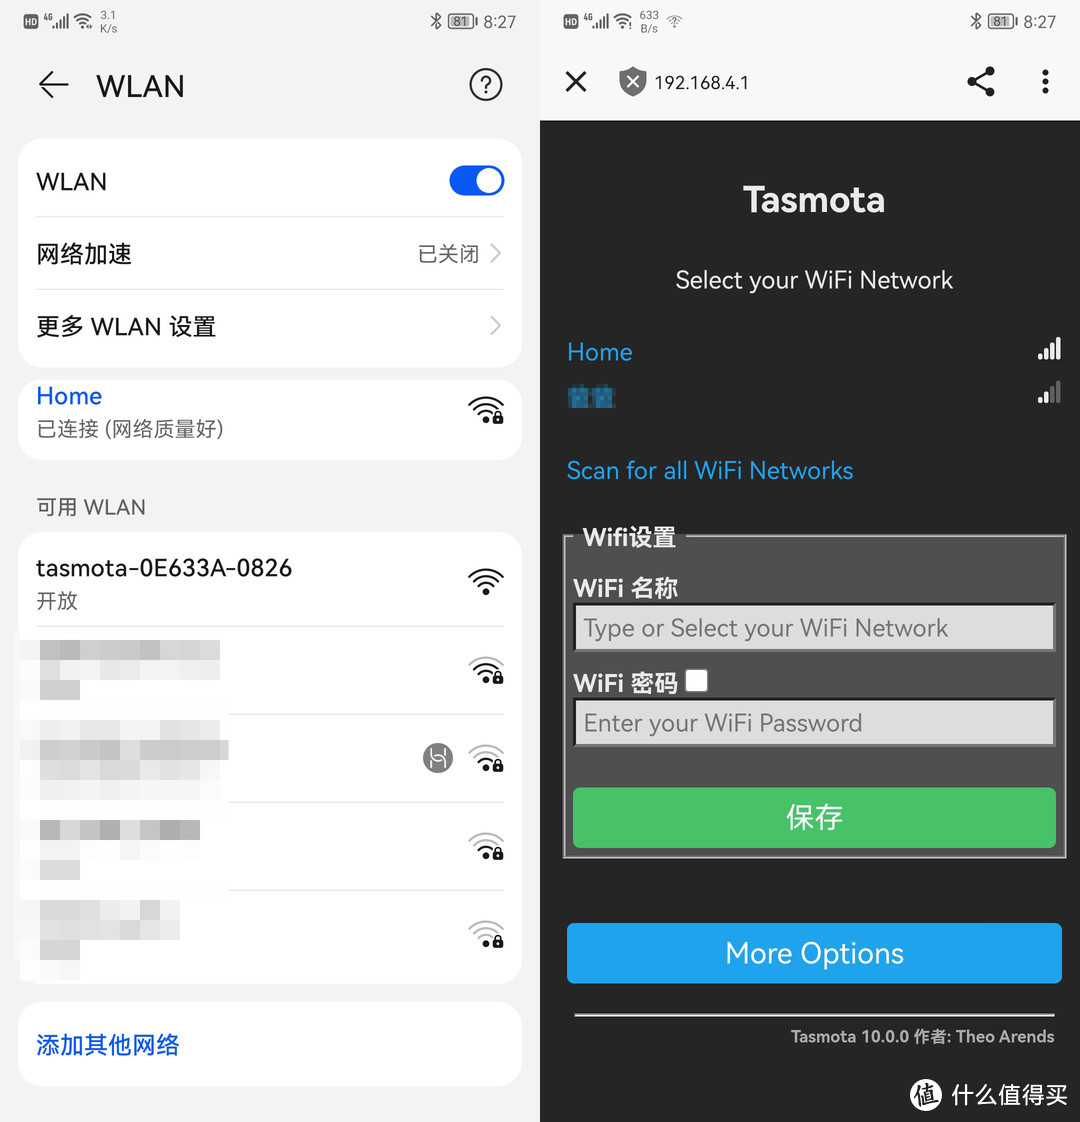 HD 4G 3.1 K/s 81 8:27
WLAN
WLAN
网络加速 已关闭
更多 WLAN 设置
Home
已连接 (网络质量好)
可用 WLAN
tasmota-0E633A-0826
开放
添加其他网络
HD 4G 633 B/s 81 8:27
192.168.4.1
Tasmota
Select your WiFi Network
Home
Scan for all WiFi Networks
Wifi设置
WiFi 名称
Type or Select your WiFi Network
WiFi 密码
Enter your WiFi Password
保存
More Options
Tasmota 10.0.0 作者: Theo Arends
值 什么值得买